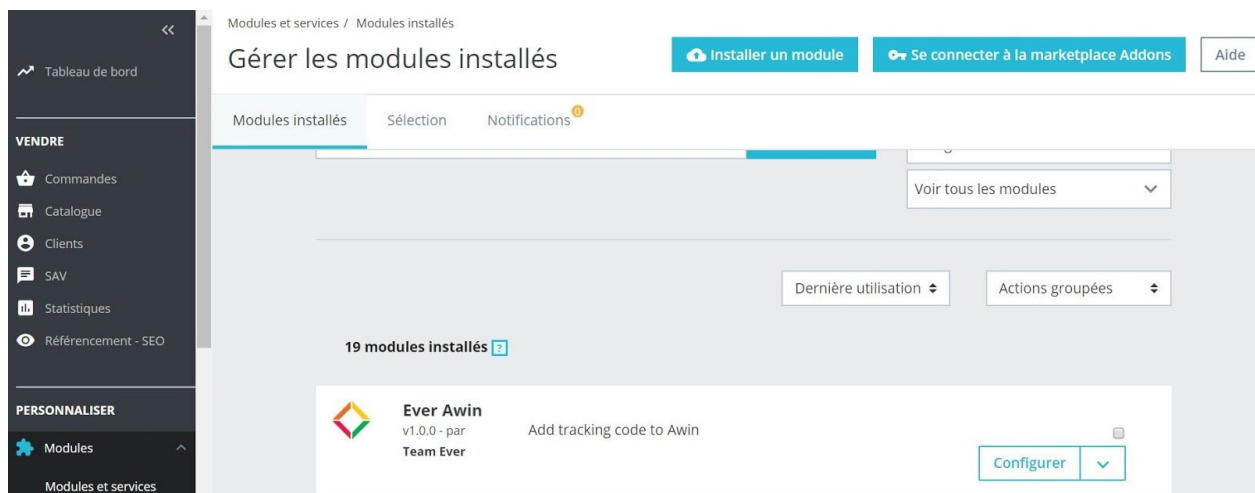 Modules et services / Modules installés
Gérer les modules installés
Installer un module
Se connecter à la marketplace Addons
Aide
Modules installés
Sélection
Notifications
0
Tableau de bord
VENDRE
Commandes
Catalogue
Clients
SAV
Statistiques
Référencement - SEO
PERSONNALISER
Modules
Modules et services
Voir tous les modules
Dernière utilisation
Actions groupées
19 modules installés ?
Ever Awin
v1.0.0 - par
Team Ever
Add tracking code to Awin
Configurer